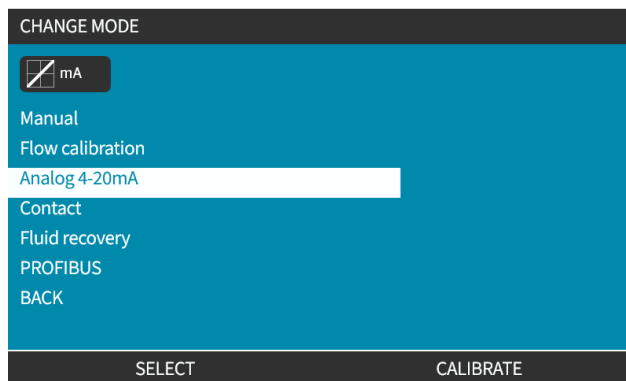 CHANGE MODE
mA
Manual
Flow calibration
Analog 4-20mA
Contact
Fluid recovery
PROFIBUS
BACK
SELECT CALIBRATE